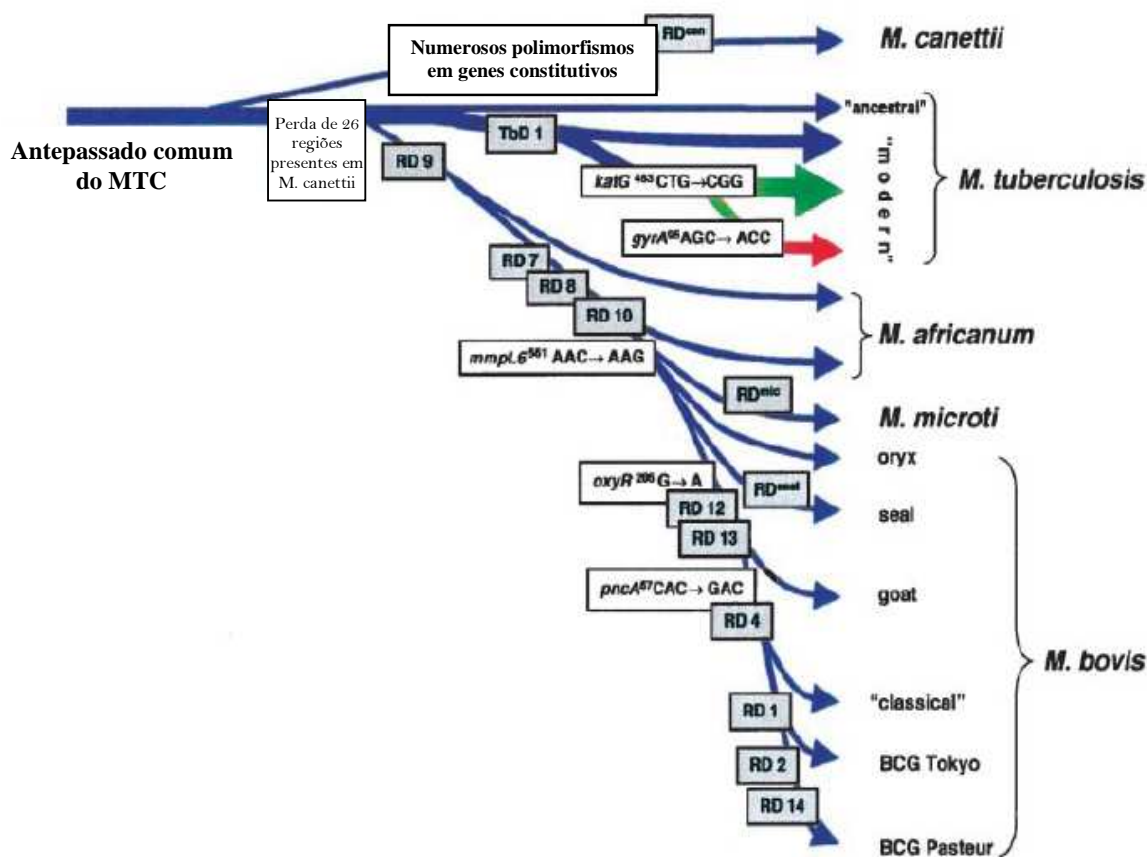 Numerosos polimorfismos
em genes constitutivos
RDcan
M. canettii
Antepassado comum
do MTC
Perda de 26
regiões
presentes em
M. canettii
RD 9
TbD 1
katG 463 CTG→CGG
gyrA 95 AGC→ ACC
"ancestral"
"modern"
M. tuberculosis
RD 7
RD 8
RD 10
mmpL6 551 AAC→ AAG
M. africanum
RDmic
M. microti
oryx
oxyR 285 G→A
RDseal
seal
RD 12
RD 13
pncA 57 CAC→ GAC
goat
RD 4
M. bovis
"classical"
RD 1
BCG Tokyo
RD 2
RD 14
BCG Pasteur